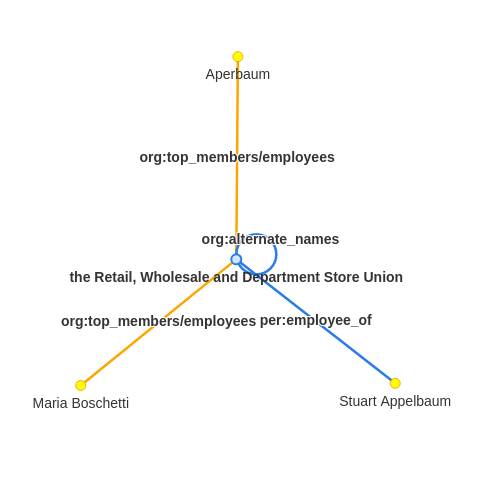 Aperbaum
org:top_members/employees
org:alternate_names
the Retail, Wholesale and Department Store Union
org:top_members/employees
per:employee_of
Maria Boschetti
Stuart Appelbaum